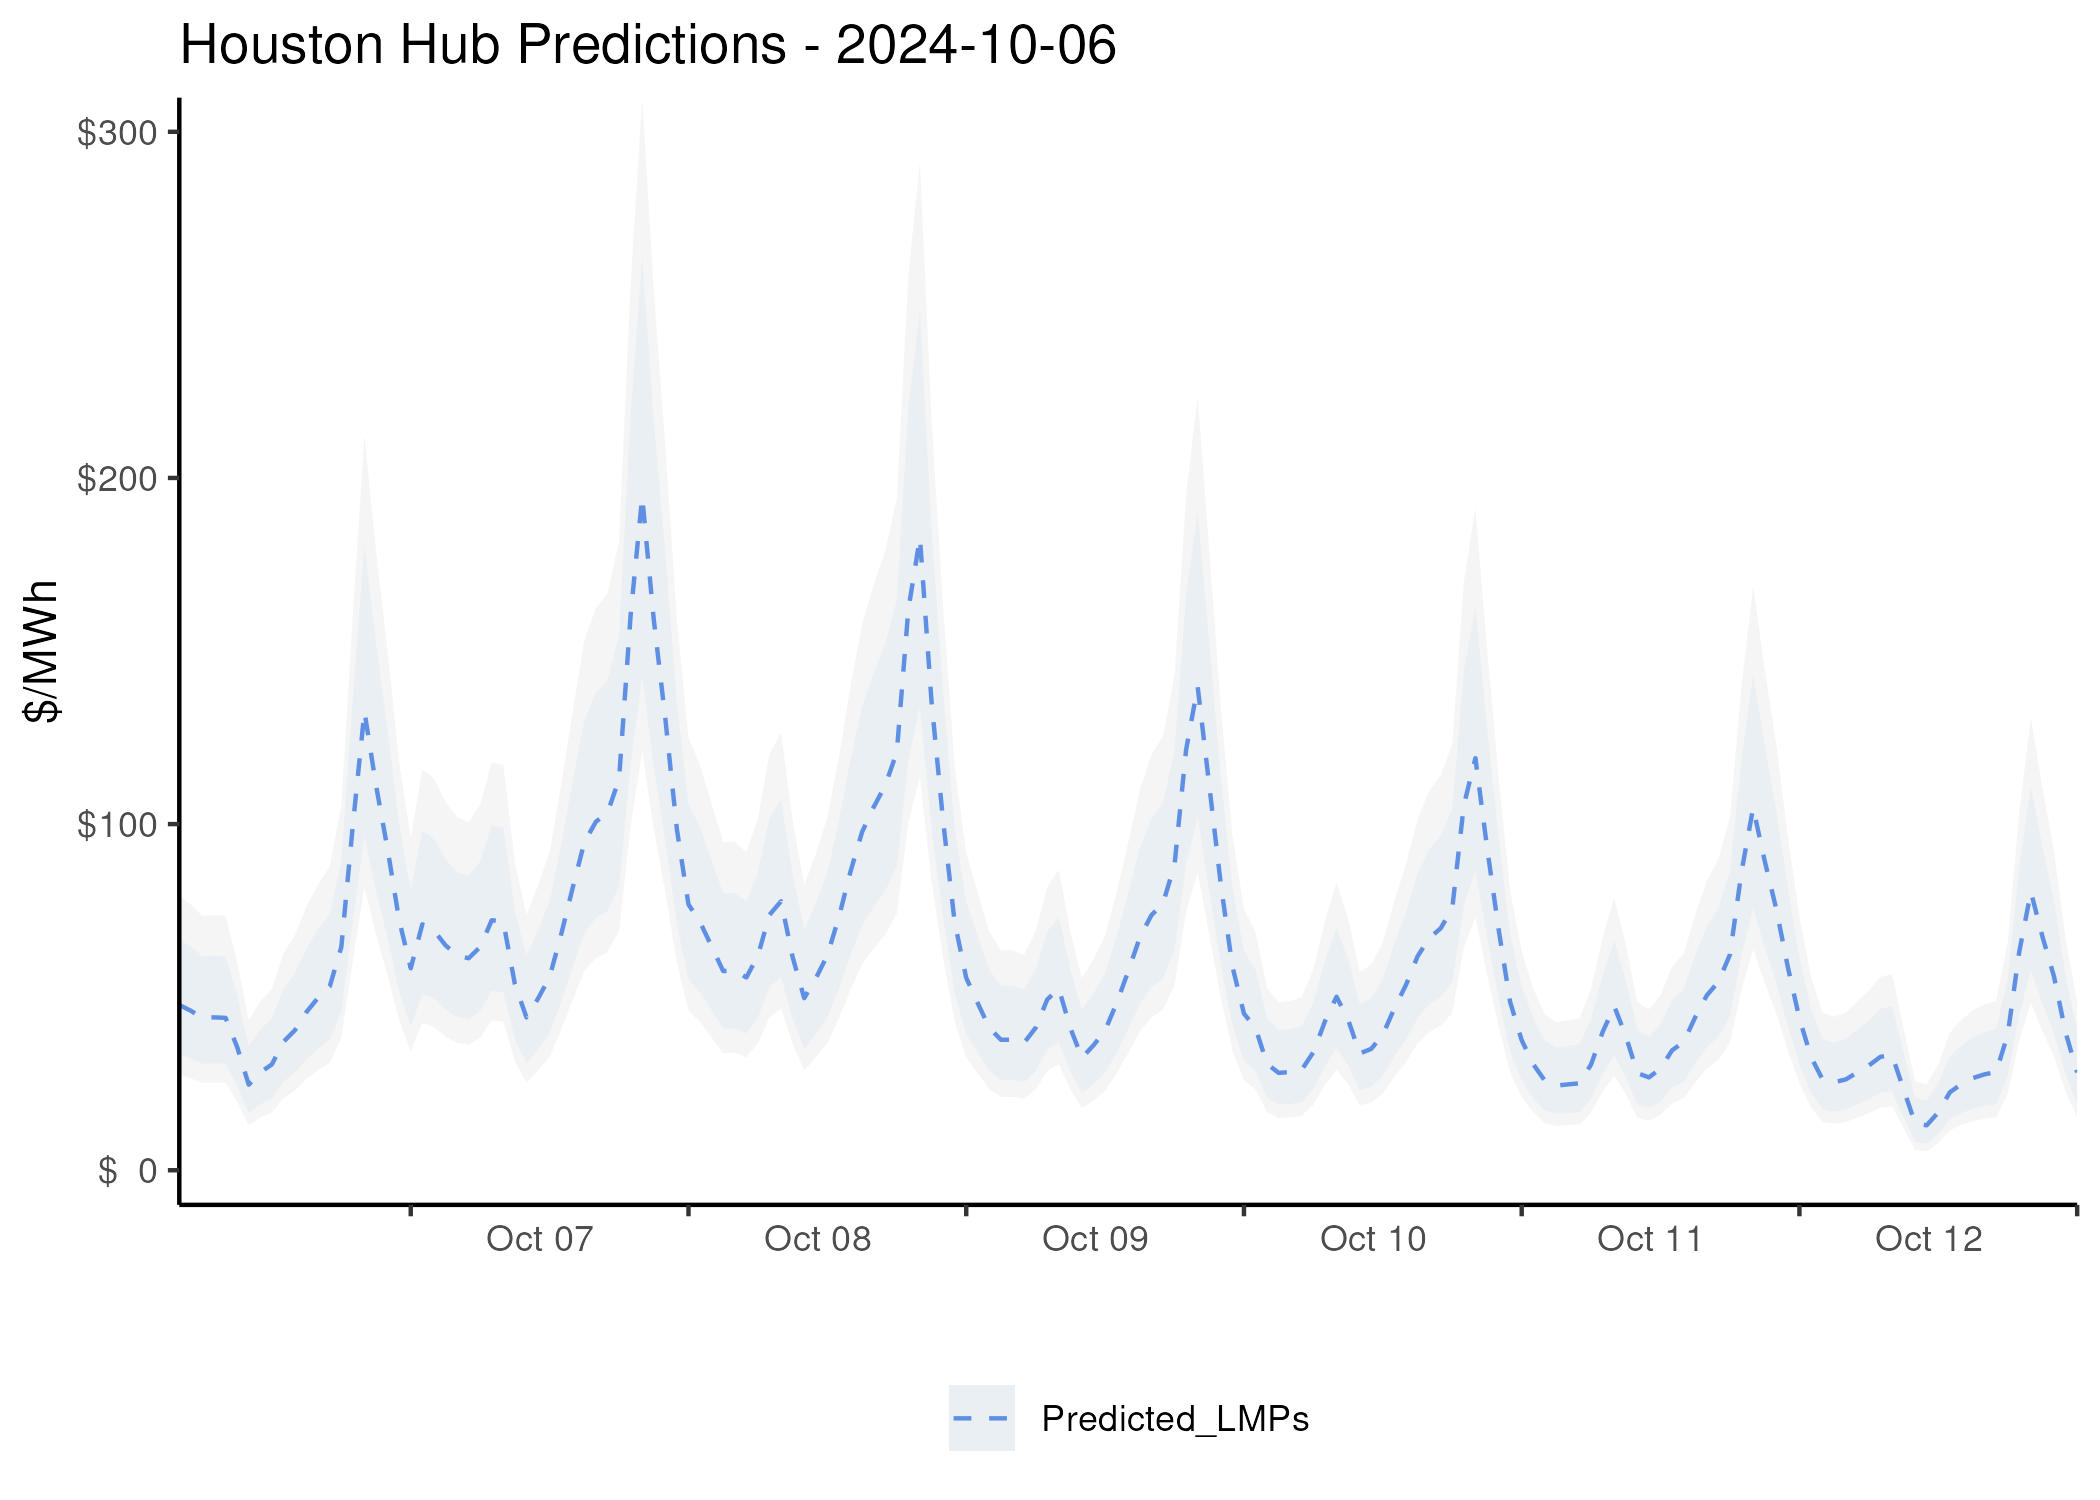 Houston Hub Predictions - 2024-10-06
$/MWh
$300
$200
$100
$  0
Oct 07
Oct 08
Oct 09
Oct 10
Oct 11
Oct 12
Predicted_LMPs